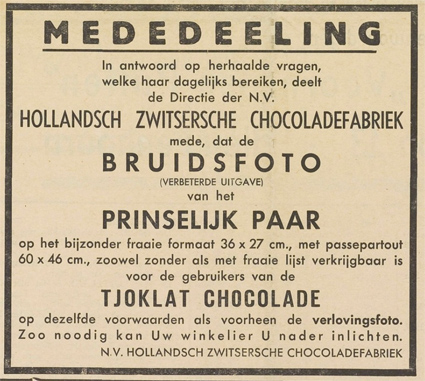 MEDEDEELING
In antwoord op herhaalde vragen,
welke haar dagelijks bereiken, deelt
de Directie der N.V.
HOLLANDSCH ZWITSERSCHE CHOCOLADEFABRIEK
mede, dat de
BRUIDSFOTO
(VERBETERDE UITGAVE)
van het
PRINSELIJK PAAR
op het bijzonder fraaie formaat 36 x 27 cm., met passepartout
60 x 46 cm., zoowel zonder als met fraaie lijst verkrijgbaar is
voor de gebruikers van de
TJOKLAT CHOCOLADE
op dezelfde voorwaarden als voorheen de verlovingsfoto.
Zoo noodig kan Uw winkelier U nader inlichten.
N.V. HOLLANDSCH ZWITSERSCHE CHOCOLADEFABRIEK